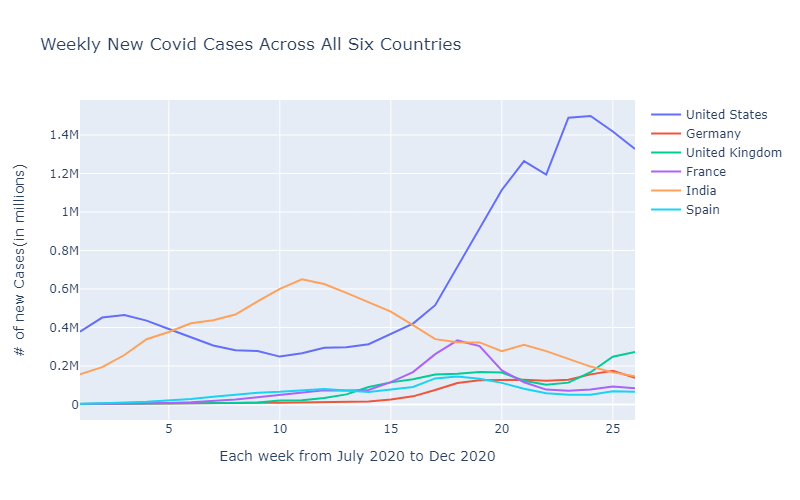 Weekly New Covid Cases Across All Six Countries
United States
Germany
United Kingdom
France
India
Spain
1.4M
1.2M
1M
0.8M
0.6M
0.4M
0.2M
0
# of new Cases(in millions)
5
10
15
20
25
Each week from July 2020 to Dec 2020